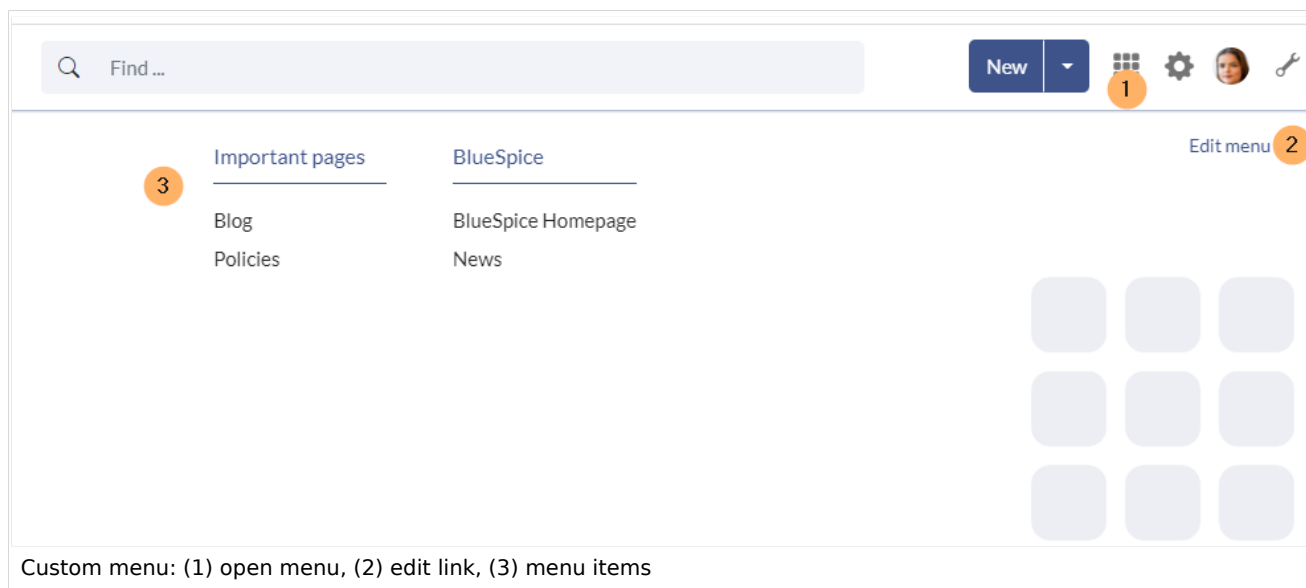 Find ...
New
1
Edit menu 2
Important pages BlueSpice
3
Blog BlueSpice Homepage
Policies News
Custom menu: (1) open menu, (2) edit link, (3) menu items